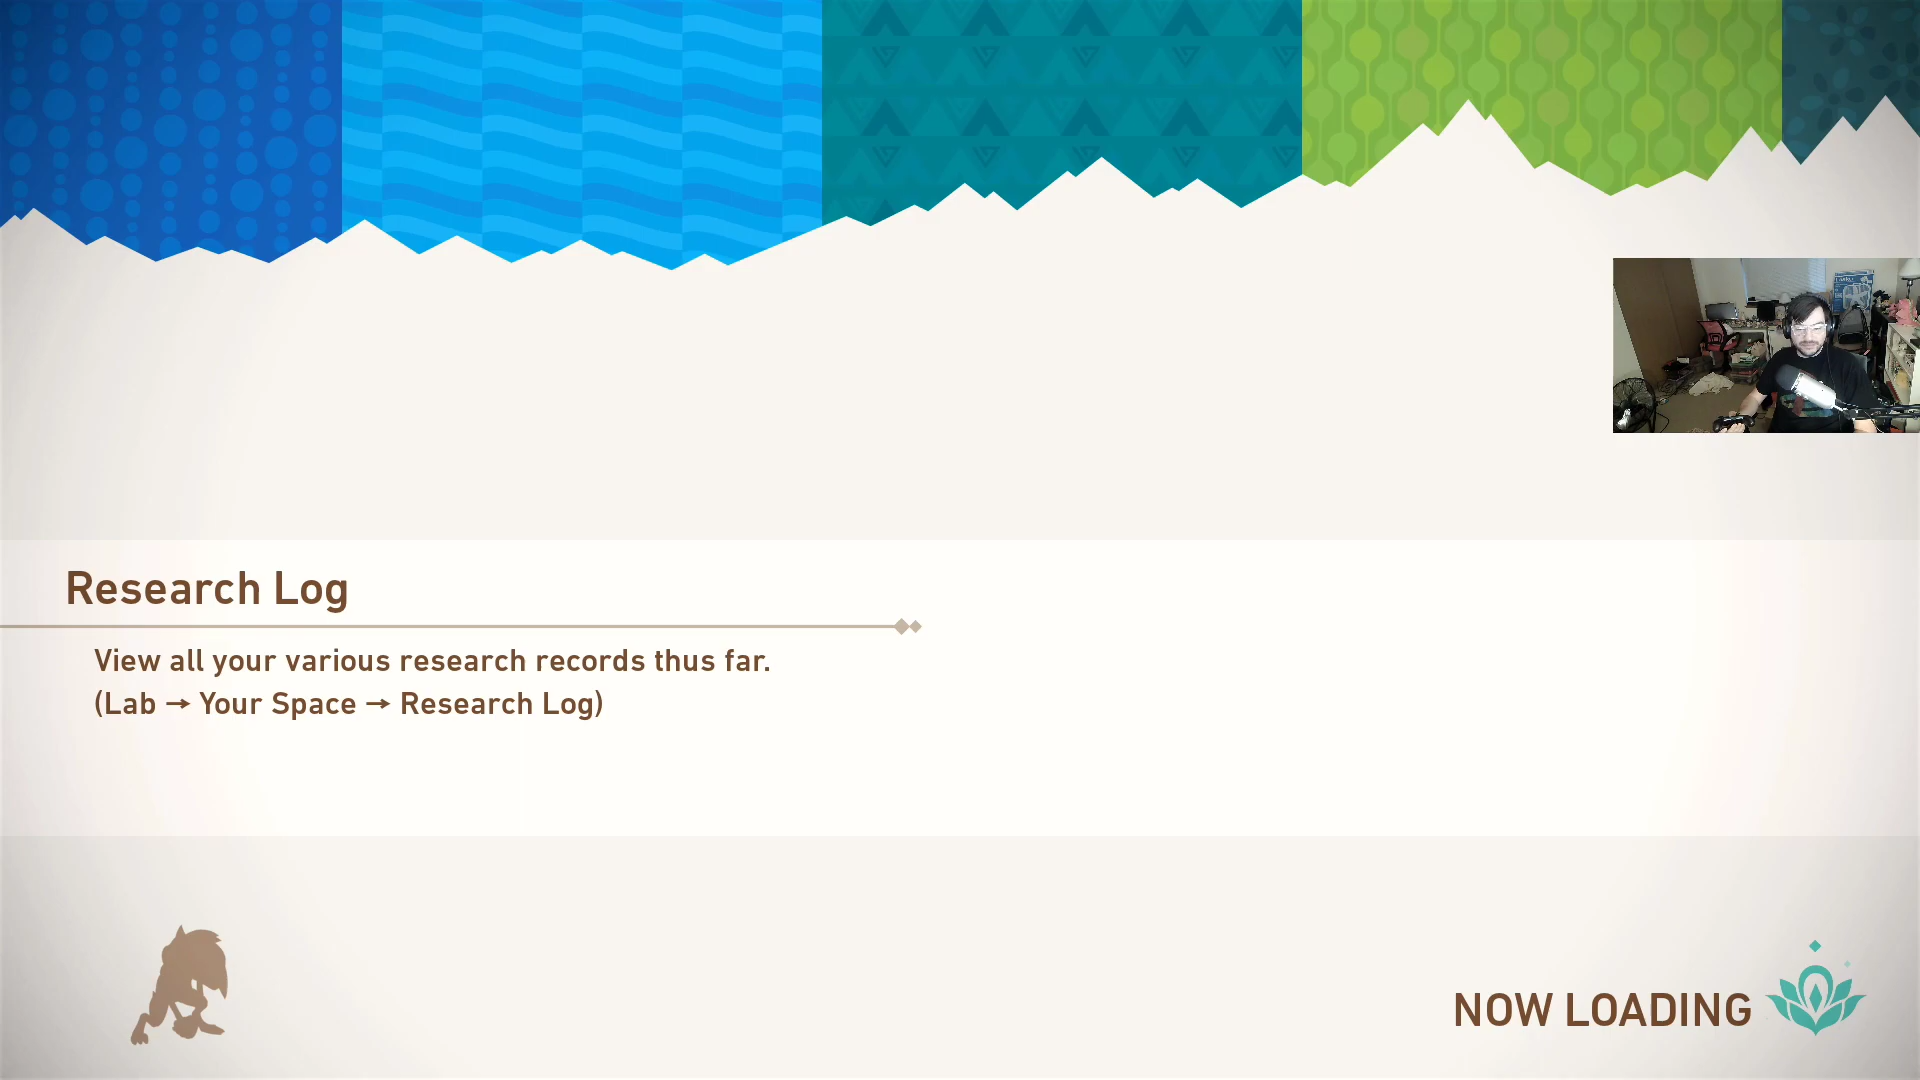 Research Log
View all your various research records thus far.
(Lab → Your Space → Research Log)
NOW LOADING